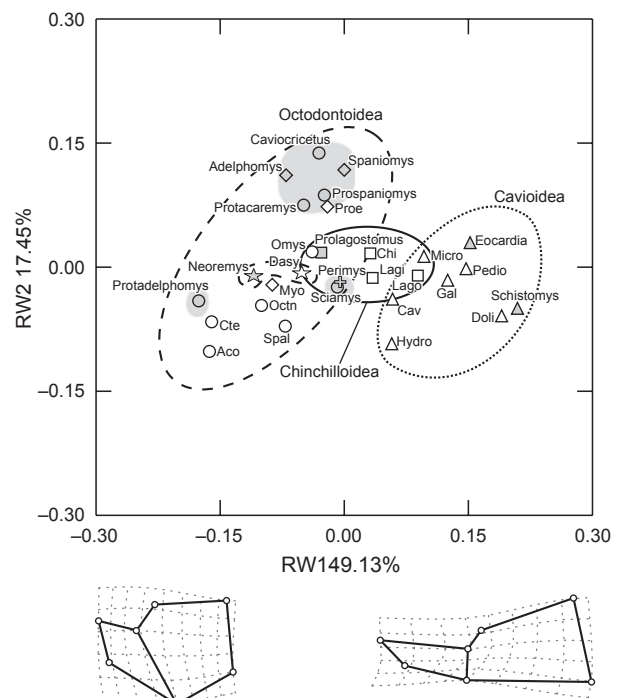 0.30
Octodontoidea
Caviocricetus
0.15
Adelphomys
Spaniomys
Prospaniomys
Cavioidea
Protacaremys
Proe
RW2 17.45%
Omys
Prolagostomus
Eocardia
Dasy
Chi
Micro
0.00
Neoremys
Perimys
Lagi
Pedio
Protadelphomys
Myo
Sciamys
Lago
Gal
Schistomys
Octn
Cav
Doli
Cte
Spal
Hydro
Aco
Chinchilloidea
–0.15
–0.30
–0.30
–0.15
0.00
0.15
0.30
RW149.13%